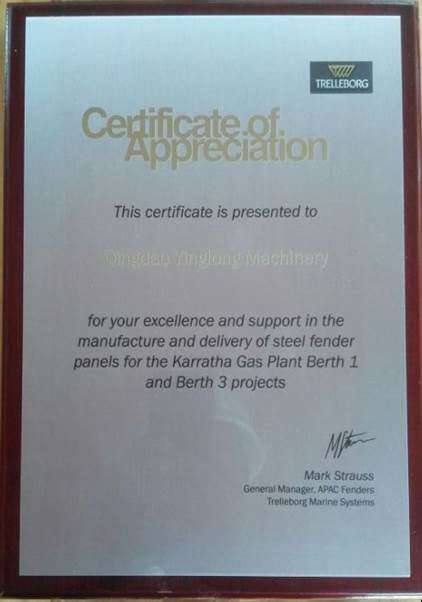 TRELLEBORG
Certificate of
Appreciation
This certificate is presented to
Qingdao Yinglong Machinery
for your excellence and support in the
manufacture and delivery of steel fender
panels for the Karratha Gas Plant Berth 1
and Berth 3 projects
Mark Strauss
General Manager, APAC Fenders
Trelleborg Marine Systems